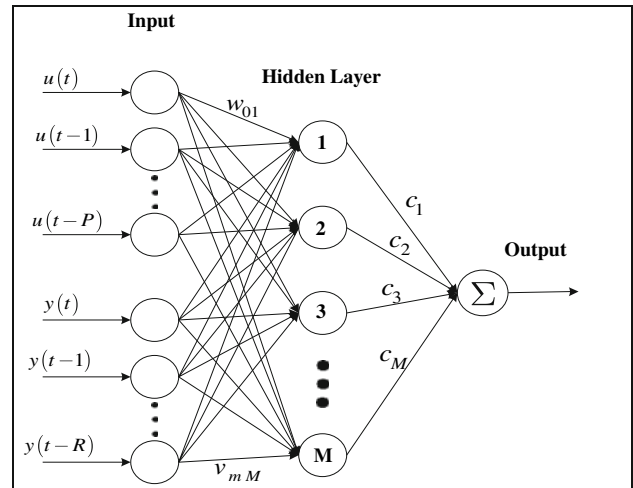 Input
u(t)
Hidden Layer
w01
u(t−1)
1
c1
u(t−P)
2
c2
Output
Σ
y(t)
3
c3
y(t−1)
cM
y(t−R)
vmM
M